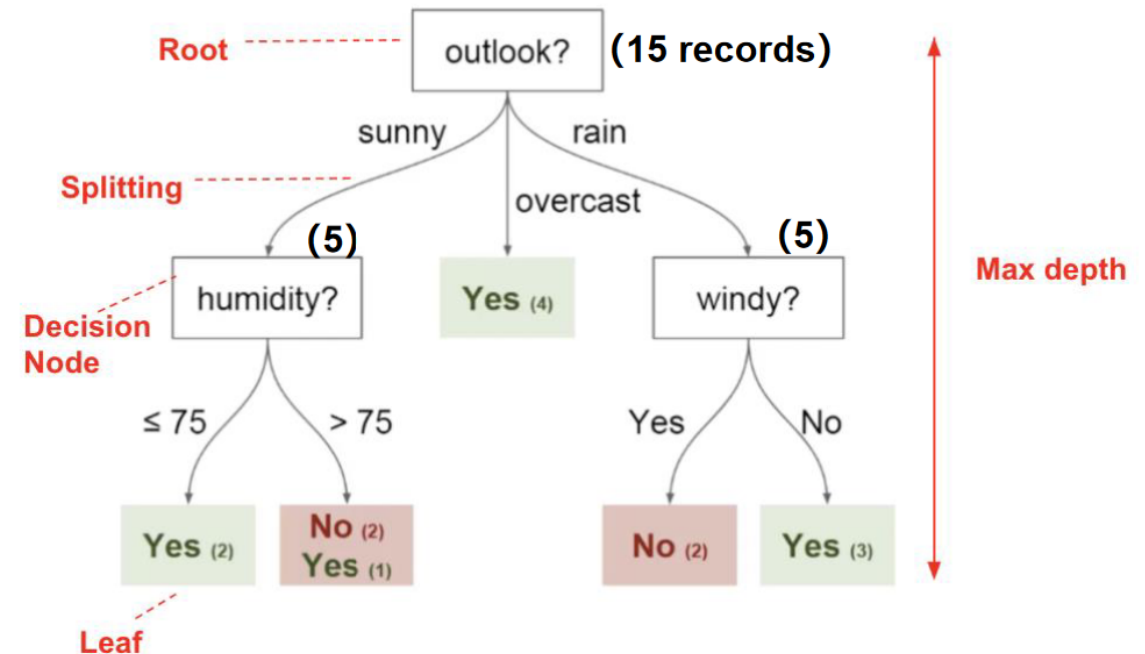 Root
outlook? (15 records)
sunny
rain
Splitting
overcast
(5)
(5)
humidity?
Yes (4)
windy?
Max depth
Decision
Node
≤ 75
> 75
Yes
No
Yes (2)
No (2)
Yes (1)
No (2)
Yes (3)
Leaf